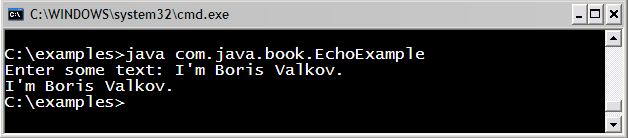 C:\WINDOWS\system32\cmd.exe
C:\examples>java com.java.book.EchoExample
Enter some text: I'm Boris Valkov.
I'm Boris Valkov.
C:\examples>